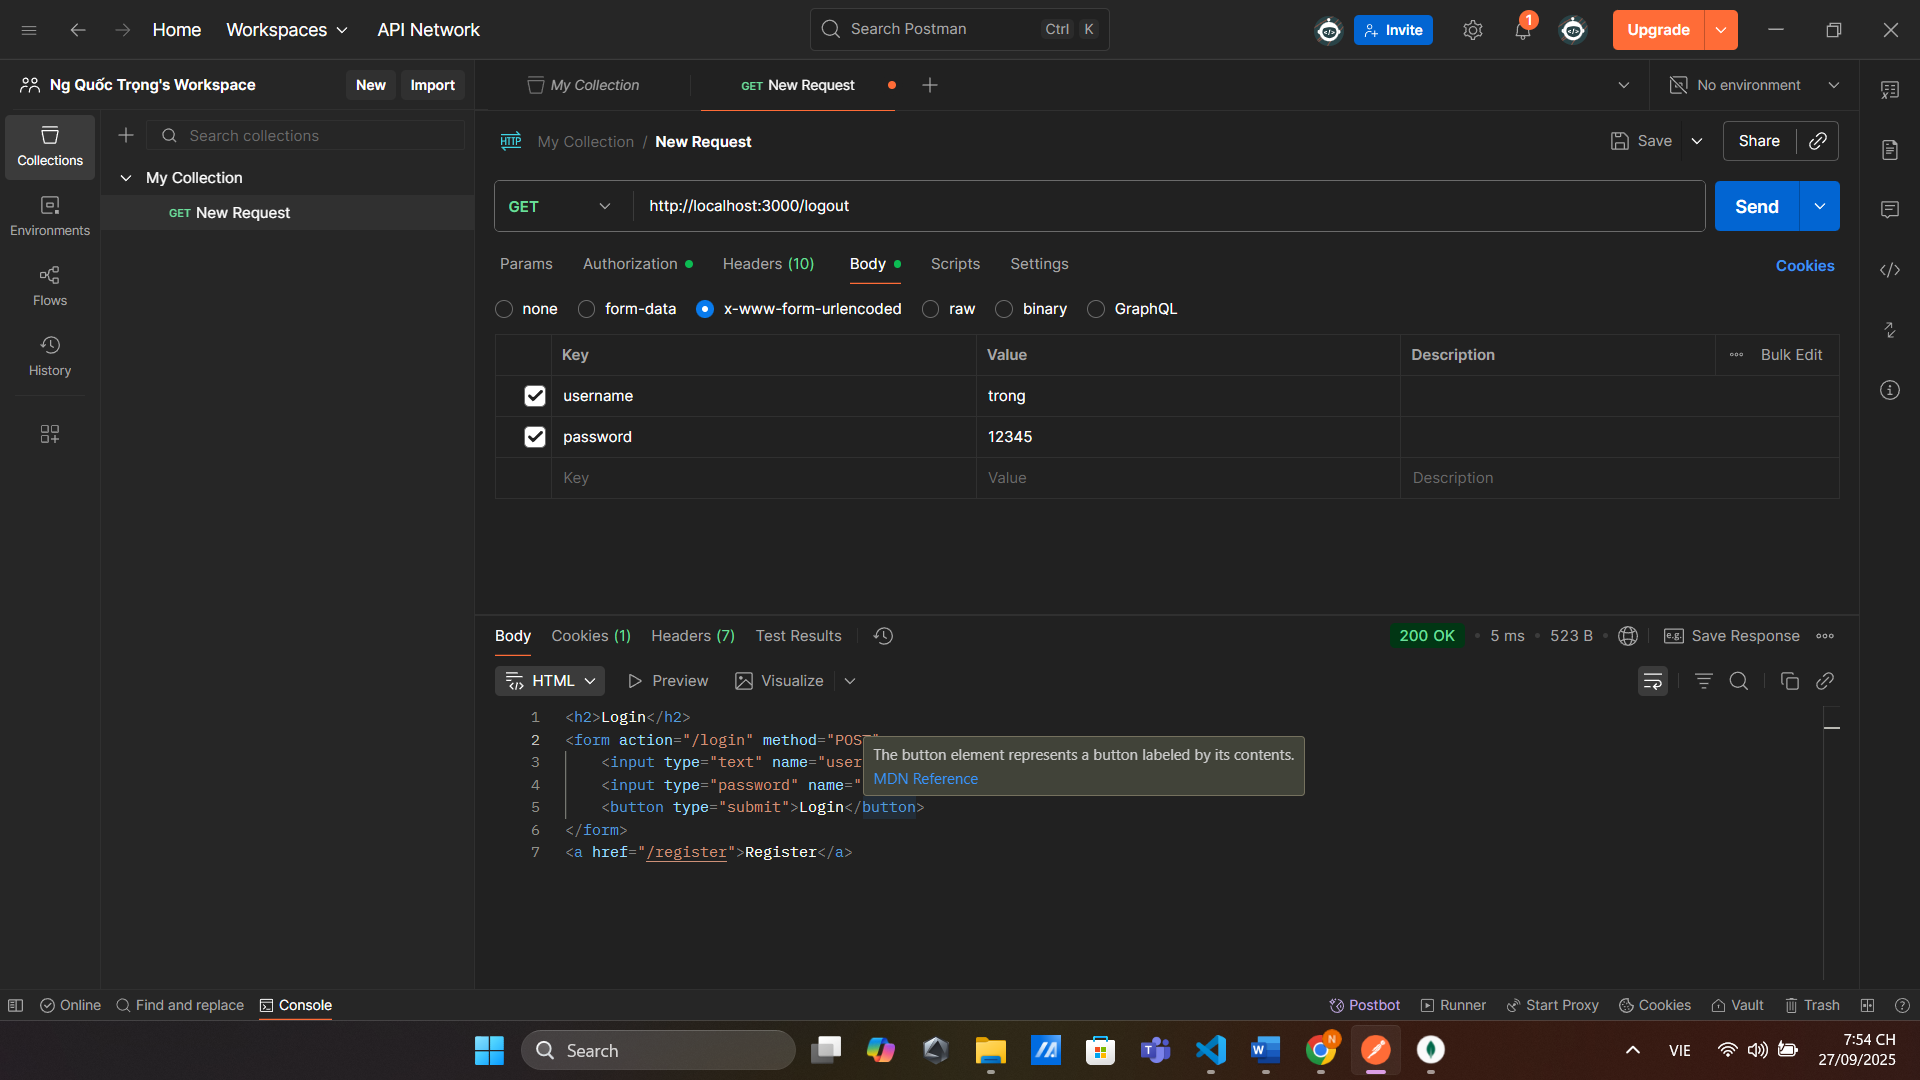 Home Workspaces API Network Search Postman Ctrl K Invite 1 Upgrade
Ng Quốc Trọng's Workspace New Import My Collection GET New Request No environment
Collections
Environments
Flows
History
Search collections
My Collection
GET New Request
HTTP My Collection / New Request Save Share
GET http://localhost:3000/logout Send
Params Authorization Headers (10) Body Scripts Settings Cookies
none form-data x-www-form-urlencoded raw binary GraphQL
Key Value Description Bulk Edit
username trong
password 12345
Key Value Description
Body Cookies (1) Headers (7) Test Results 200 OK 5 ms 523 B e.g. Save Response
HTML Preview Visualize
1 <h2>Login</h2>
2 <form action="/login" method="POST"
3 <input type="text" name="user
4 <input type="password" name="
5 <button type="submit">Login</button>
6 </form>
7 <a href="/register">Register</a>
The button element represents a button labeled by its contents.
MDN Reference
Online Find and replace Console Postbot Runner Start Proxy Cookies Vault Trash
Search N VIE 7:54 CH
27/09/2025